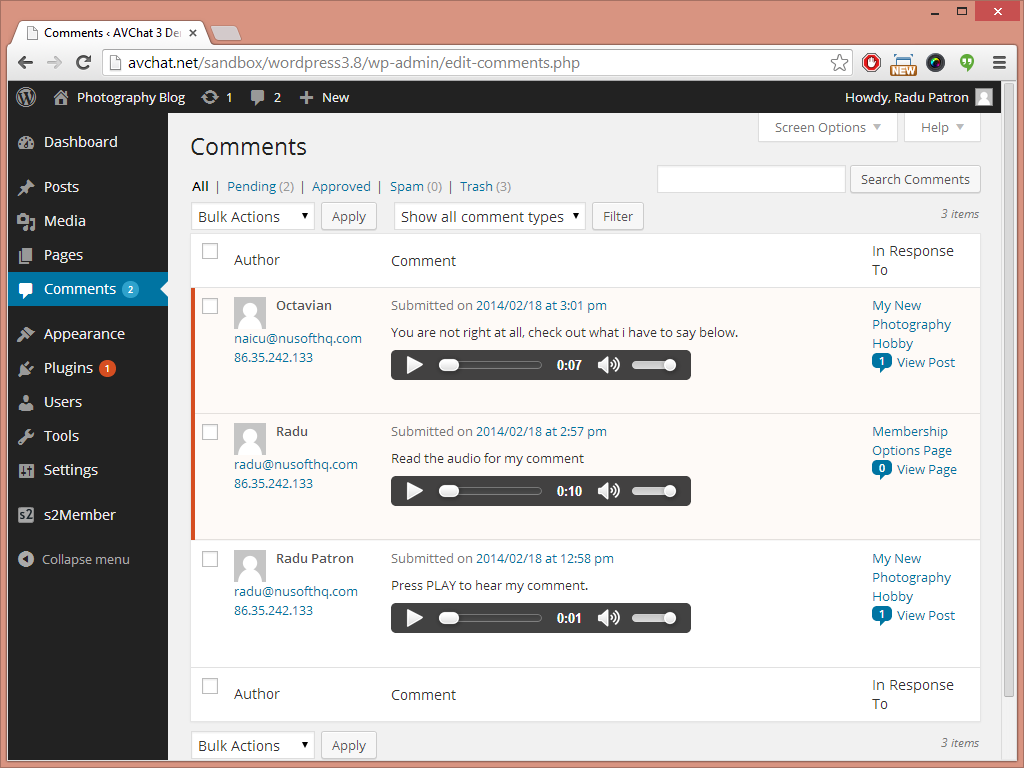 Comments ‹ AVChat 3 De
avchat.net/sandbox/wordpress3.8/wp-admin/edit-comments.php
NEW
Photography Blog 1 2 New Howdy, Radu Patron
Dashboard
Posts
Media
Pages
Comments 2
Appearance
Plugins 1
Users
Tools
Settings
s2 s2Member
Collapse menu
Screen Options Help
Comments
All | Pending (2) | Approved | Spam (0) | Trash (3)
Search Comments
Bulk Actions Apply Show all comment types Filter
3 items
Author Comment In Response To
Octavian
naicu@nusofthq.com
86.35.242.133
Submitted on 2014/02/18 at 3:01 pm
You are not right at all, check out what i have to say below.
0:07
My New
Photography
Hobby
1 View Post
Radu
radu@nusofthq.com
86.35.242.133
Submitted on 2014/02/18 at 2:57 pm
Read the audio for my comment
0:10
Membership
Options Page
0 View Page
Radu Patron
radu@nusofthq.com
86.35.242.133
Submitted on 2014/02/18 at 12:58 pm
Press PLAY to hear my comment.
0:01
My New
Photography
Hobby
1 View Post
Author Comment In Response To
Bulk Actions Apply
3 items